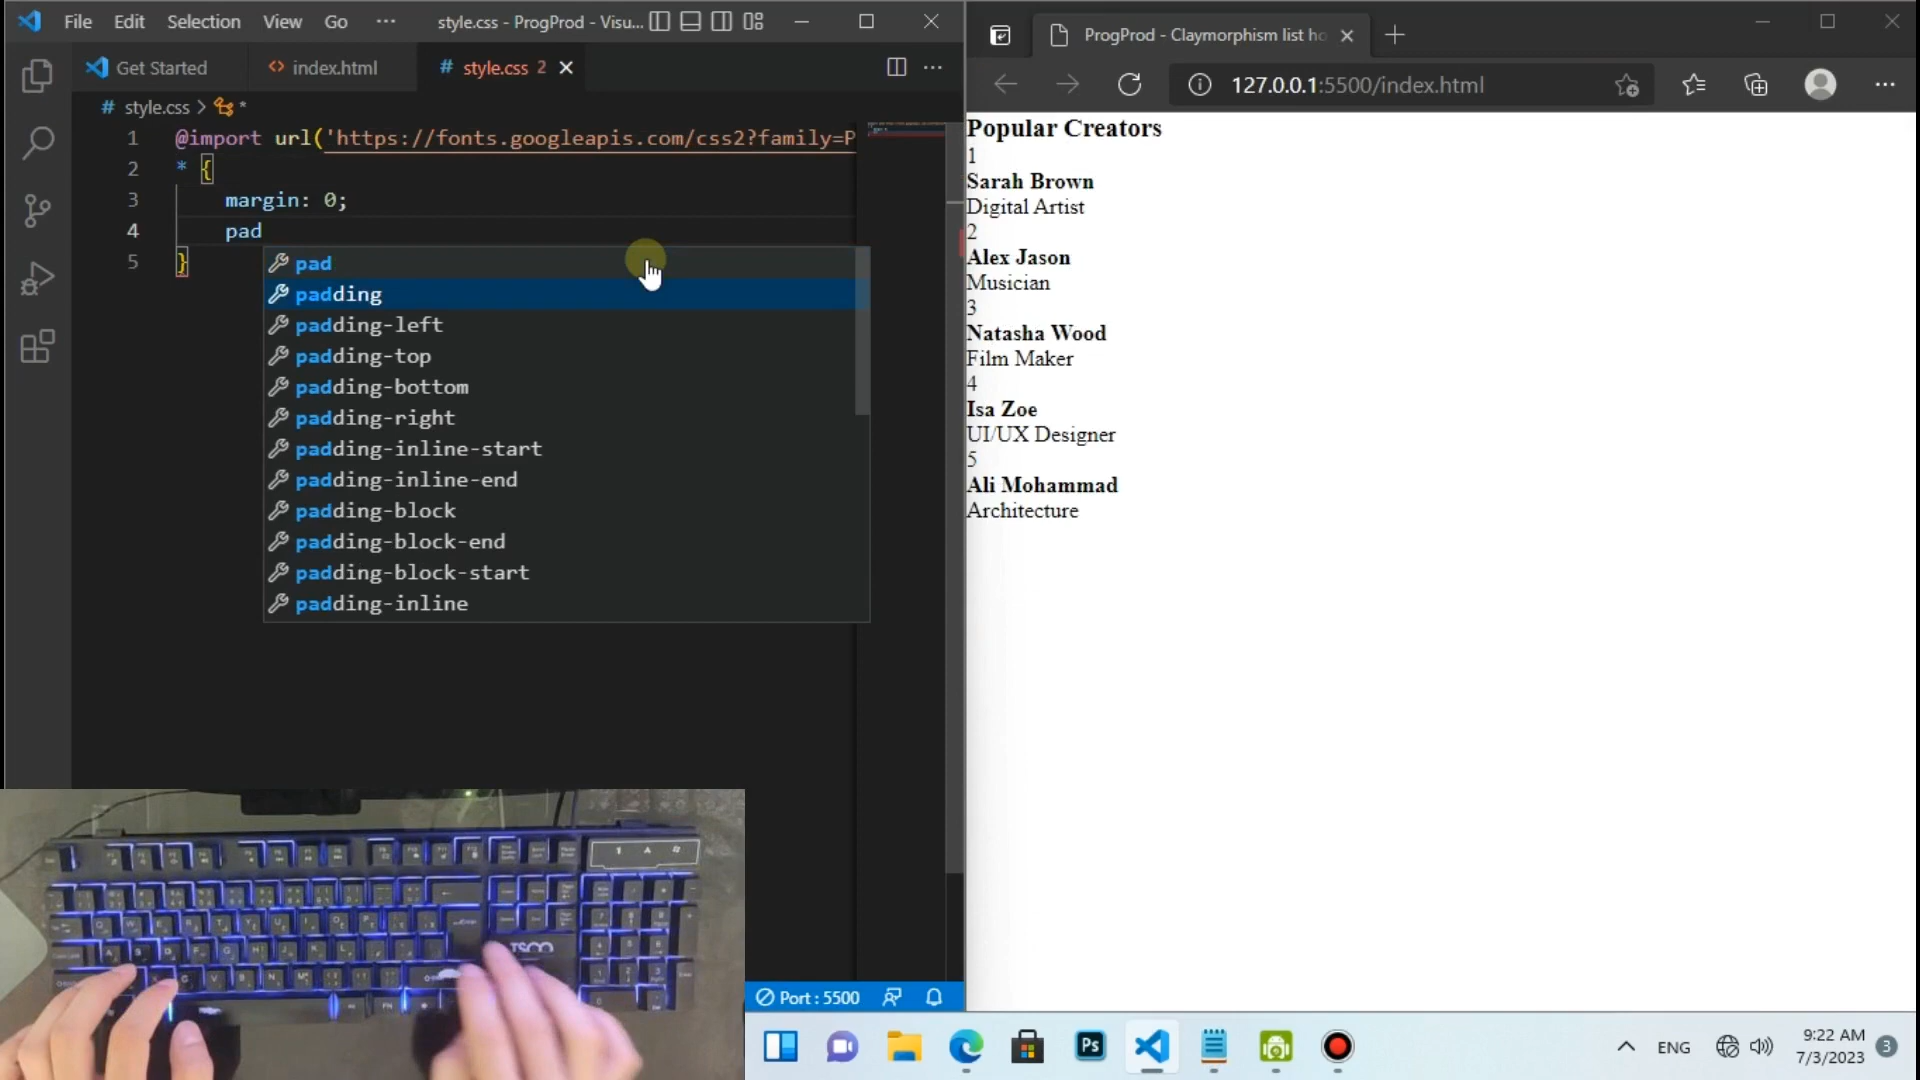 File Edit Selection View Go ··· style.css - ProgProd - Visu...
Get Started
<> index.html
# style.css 2
# style.css > *
1 @import url('https://fonts.googleapis.com/css2?family=P
2 * {
3 margin: 0;
4 pad
5 }
pad
padding
padding-left
padding-top
padding-bottom
padding-right
padding-inline-start
padding-inline-end
padding-block
padding-block-end
padding-block-start
padding-inline
TSCO
Port : 5500
ProgProd - Claymorphism list ho
127.0.0.1:5500/index.html
Popular Creators
1
Sarah Brown
Digital Artist
2
Alex Jason
Musician
3
Natasha Wood
Film Maker
4
Isa Zoe
UI/UX Designer
5
Ali Mohammad
Architecture
Ps
ENG
9:22 AM
7/3/2023
3